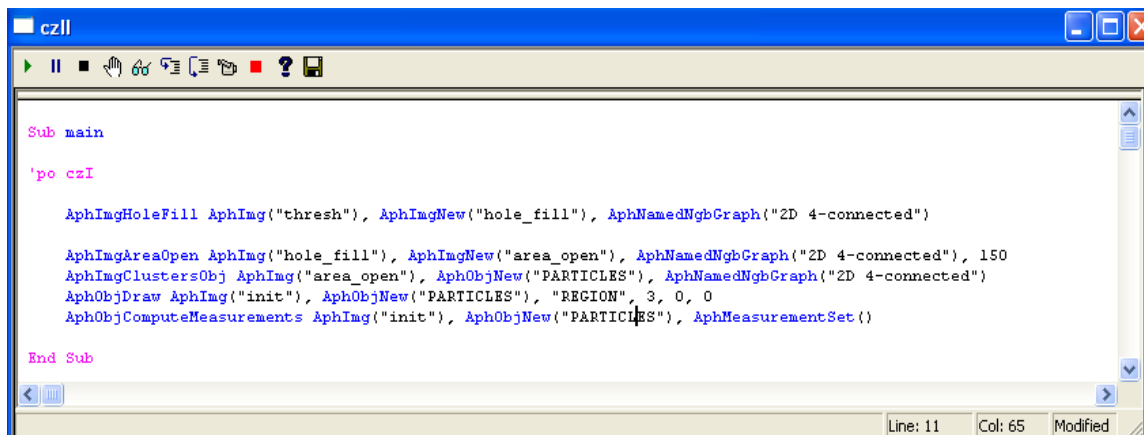 czII
Sub main
'po czI
AphImgHoleFill AphImg("thresh"), AphImgNew("hole_fill"), AphNamedNgbGraph("2D 4-connected")
AphImgAreaOpen AphImg("hole_fill"), AphImgNew("area_open"), AphNamedNgbGraph("2D 4-connected"), 150
AphImgClustersObj AphImg("area_open"), AphObjNew("PARTICLES"), AphNamedNgbGraph("2D 4-connected")
AphObjDraw AphImg("init"), AphObjNew("PARTICLES"), "REGION", 3, 0, 0
AphObjComputeMeasurements AphImg("init"), AphObjNew("PARTICLES"), AphMeasurementSet()
End Sub
Line: 11 Col: 65 Modified